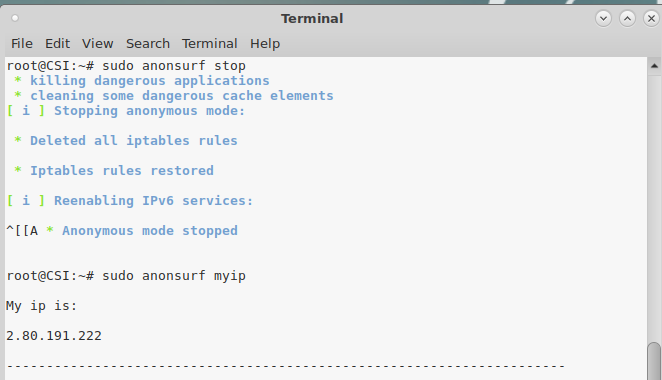 Terminal
File Edit View Search Terminal Help
root@CSI:~# sudo anonsurf stop
* killing dangerous applications
* cleaning some dangerous cache elements
[ i ] Stopping anonymous mode:
* Deleted all iptables rules
* Iptables rules restored
[ i ] Reenabling IPv6 services:
^[[A * Anonymous mode stopped
root@CSI:~# sudo anonsurf myip
My ip is:
2.80.191.222
----------------------------------------------------------------------